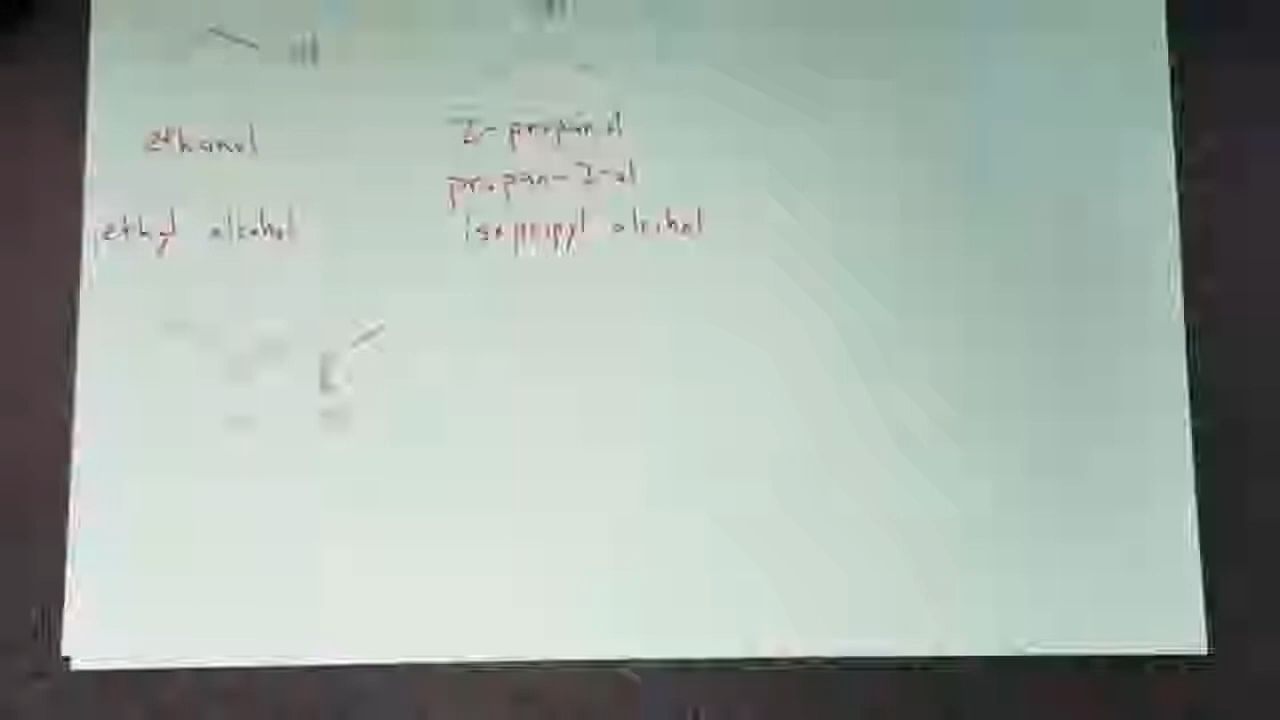 ethanol
ethyl alcohol
2-propanol
propan-2-ol
isopropyl alcohol